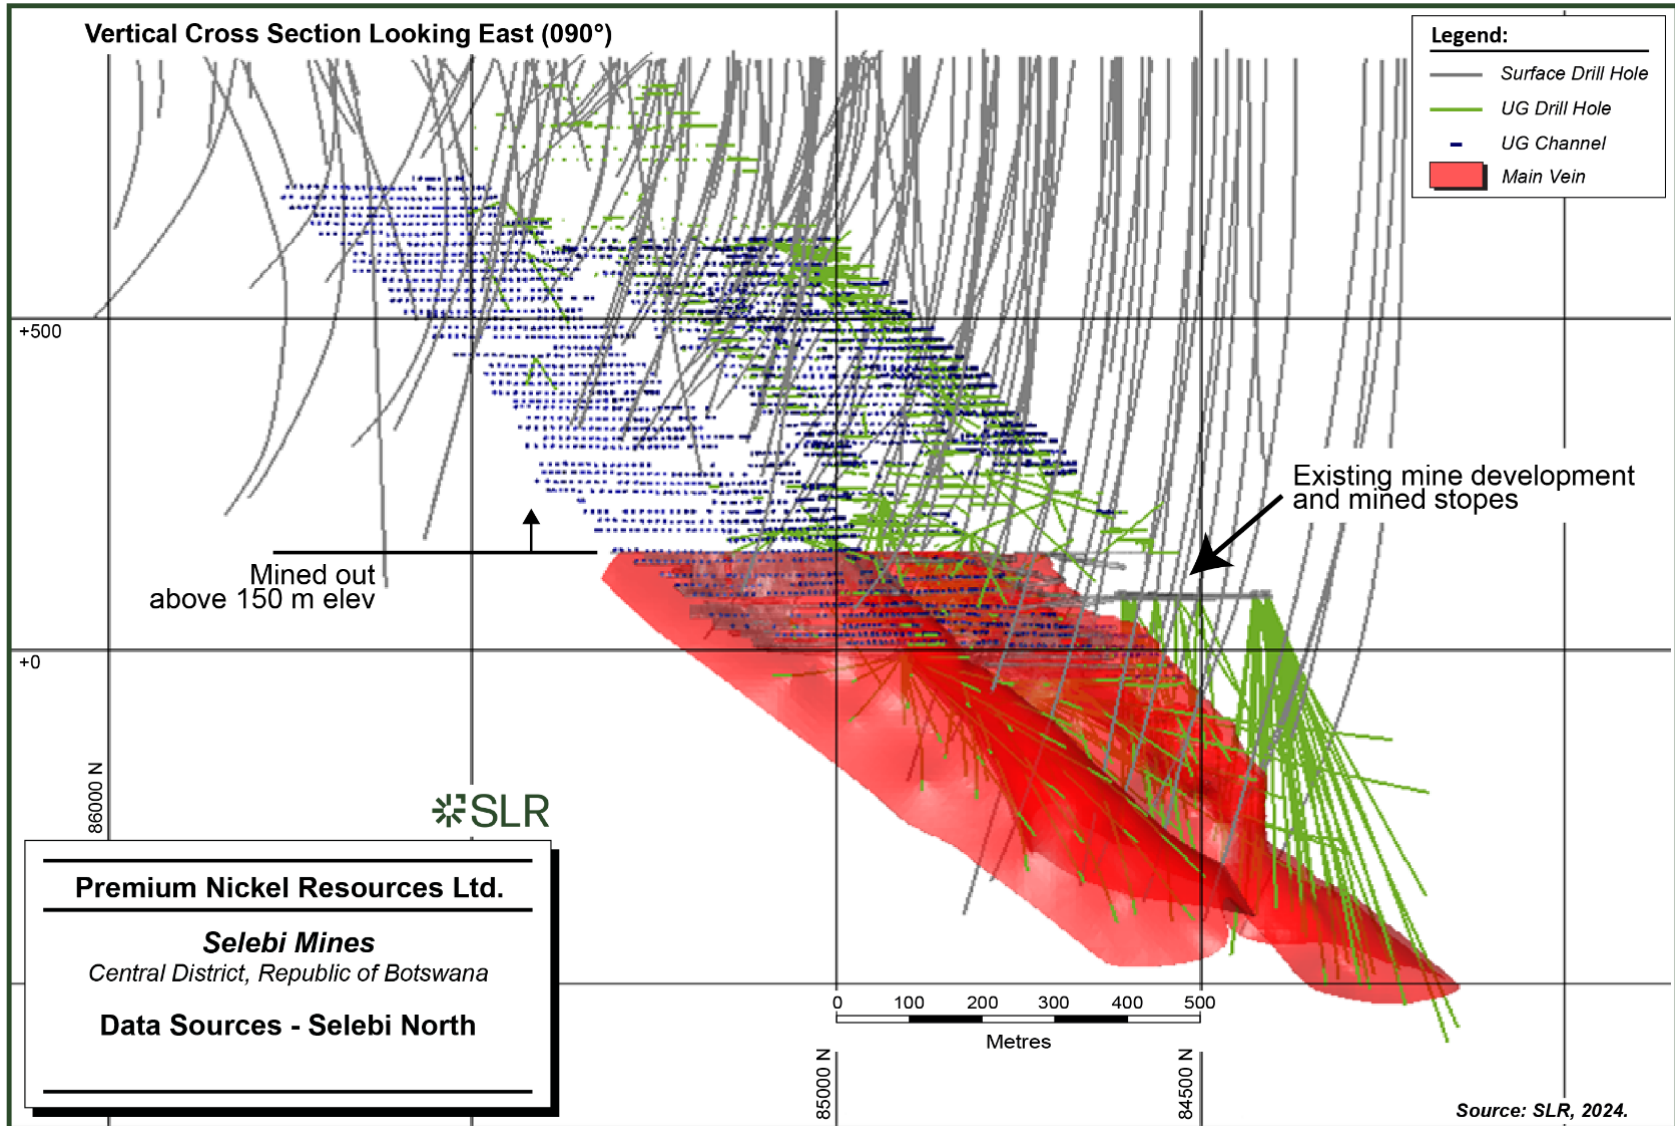 Vertical Cross Section Looking East (090°)
Legend:
Surface Drill Hole
UG Drill Hole
UG Channel
Main Vein
+500
Existing mine development
and mined stopes
Mined out
above 150 m elev
+0
86000 N
SLR
Premium Nickel Resources Ltd.
Selebi Mines
Central District, Republic of Botswana
Data Sources - Selebi North
0 100 200 300 400 500
Metres
85000 N
84500 N
Source: SLR, 2024.